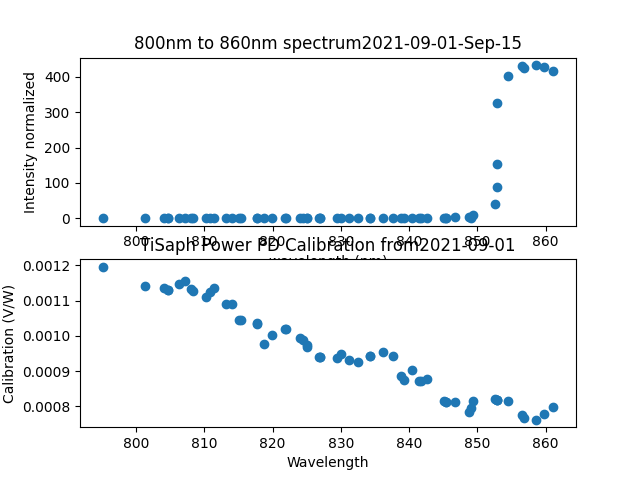 800nm to 860nm spectrum2021-09-01-Sep-15
Intensity normalized
400
300
200
100
0
800 810 820 830 840 850 860
wavelength (nm)
TiSaph Power PD Calibration from2021-09-01
Calibration (V/W)
0.0012
0.0011
0.0010
0.0009
0.0008
800 810 820 830 840 850 860
Wavelength